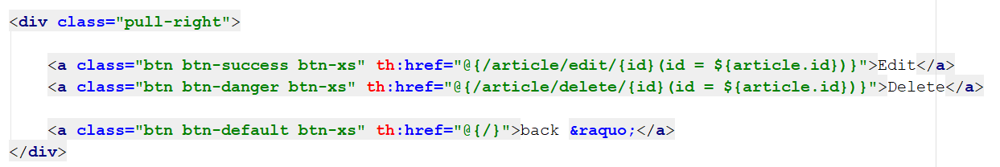 <div class="pull-right">
<a class="btn btn-success btn-xs" th:href="@{/article/edit/{id}(id = ${article.id})}">Edit</a>
<a class="btn btn-danger btn-xs" th:href="@{/article/delete/{id}(id = ${article.id})}">Delete</a>
<a class="btn btn-default btn-xs" th:href="@{/}">back &raquo;</a>
</div>